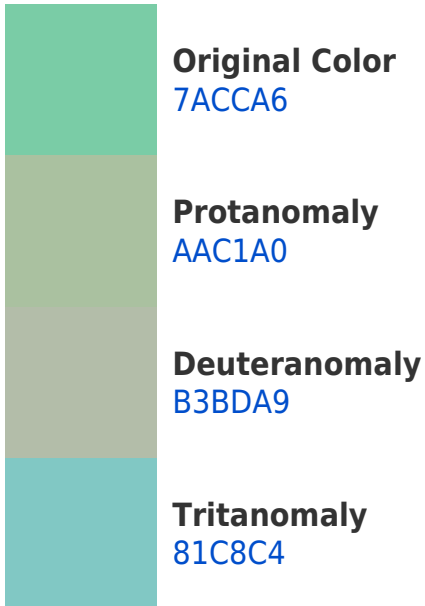 Original Color
7ACCA6
Protanomaly
AAC1A0
Deuteranomaly
B3BDA9
Tritanomaly
81C8C4